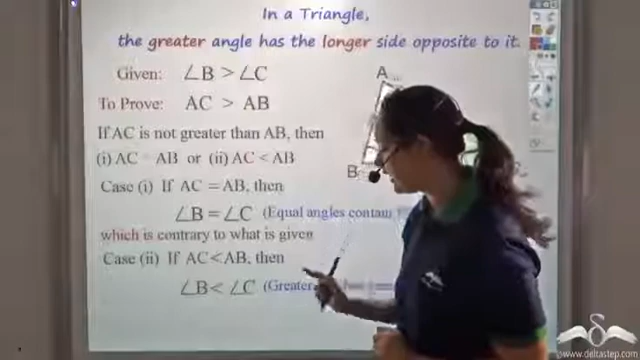 In a Triangle,
the greater angle has the longer side opposite to it.
Given: ∠B > ∠C
To Prove: AC > AB
If AC is not greater than AB, then
(i) AC = AB or (ii) AC < AB
Case (i) If AC = AB, then
∠B = ∠C (Equal angles contain
which is contrary to what is given
Case (ii) If AC < AB, then
∠B < ∠C (Greater
A
B
www.deltastep.com